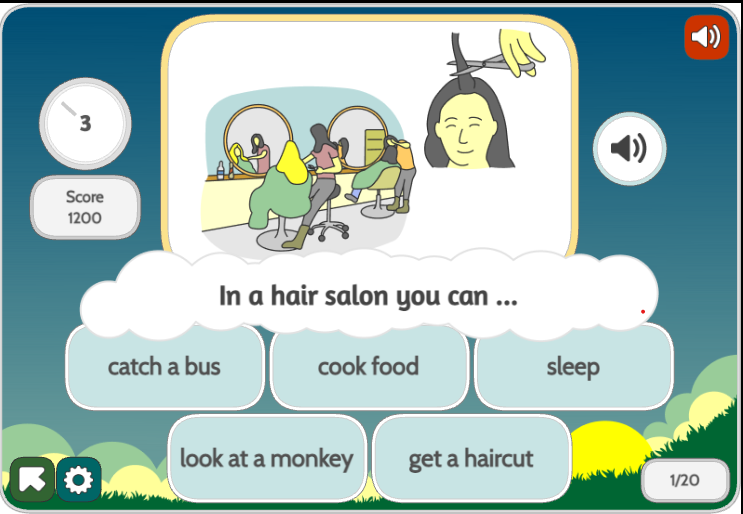 3
Score
1200
In a hair salon you can ...
catch a bus
cook food
sleep
look at a monkey
get a haircut
1/20